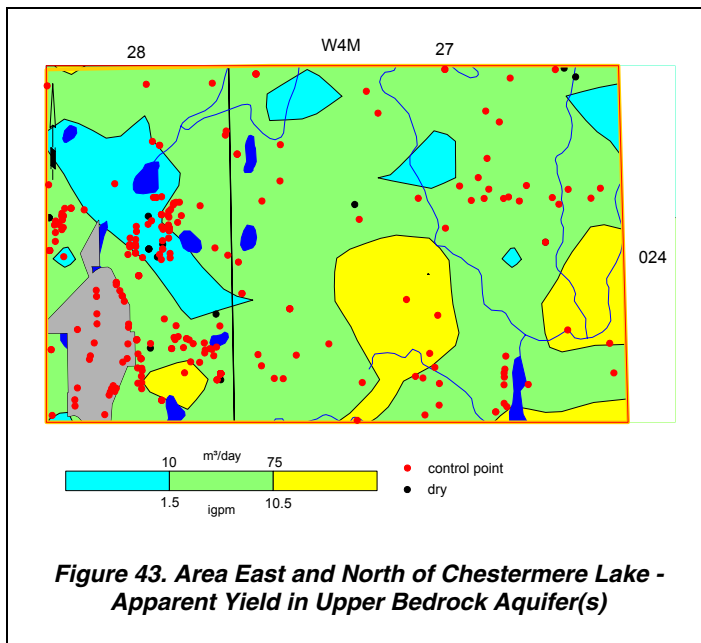 W4M
28 27
024
10 m³/day 75
1.5 igpm 10.5
control point
dry
Figure 43. Area East and North of Chestermere Lake -
Apparent Yield in Upper Bedrock Aquifer(s)